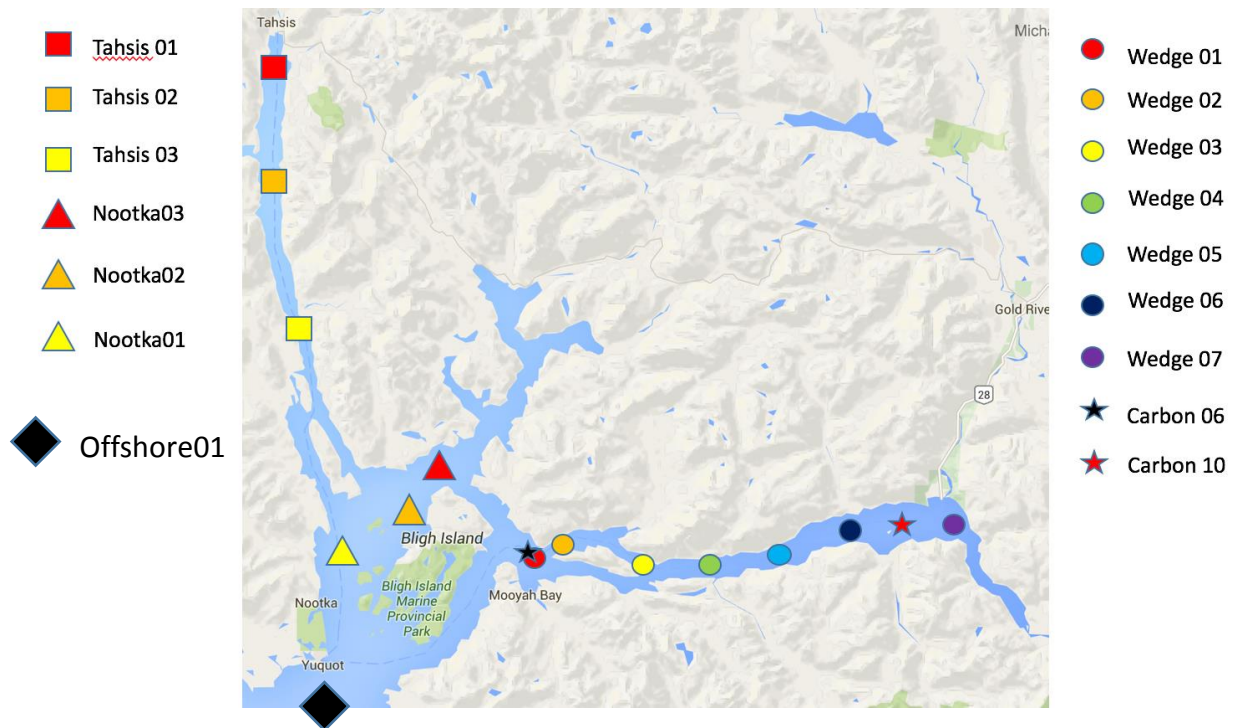 Tahsis 01
Tahsis 02
Tahsis 03
Nootka03
Nootka02
Nootka01
Offshore01
Tahsis
Micha
Gold Rive
28
Bligh Island
Bligh Island
Marine
Provincial
Park
Mooyah Bay
Nootka
Yuquot
Wedge 01
Wedge 02
Wedge 03
Wedge 04
Wedge 05
Wedge 06
Wedge 07
Carbon 06
Carbon 10